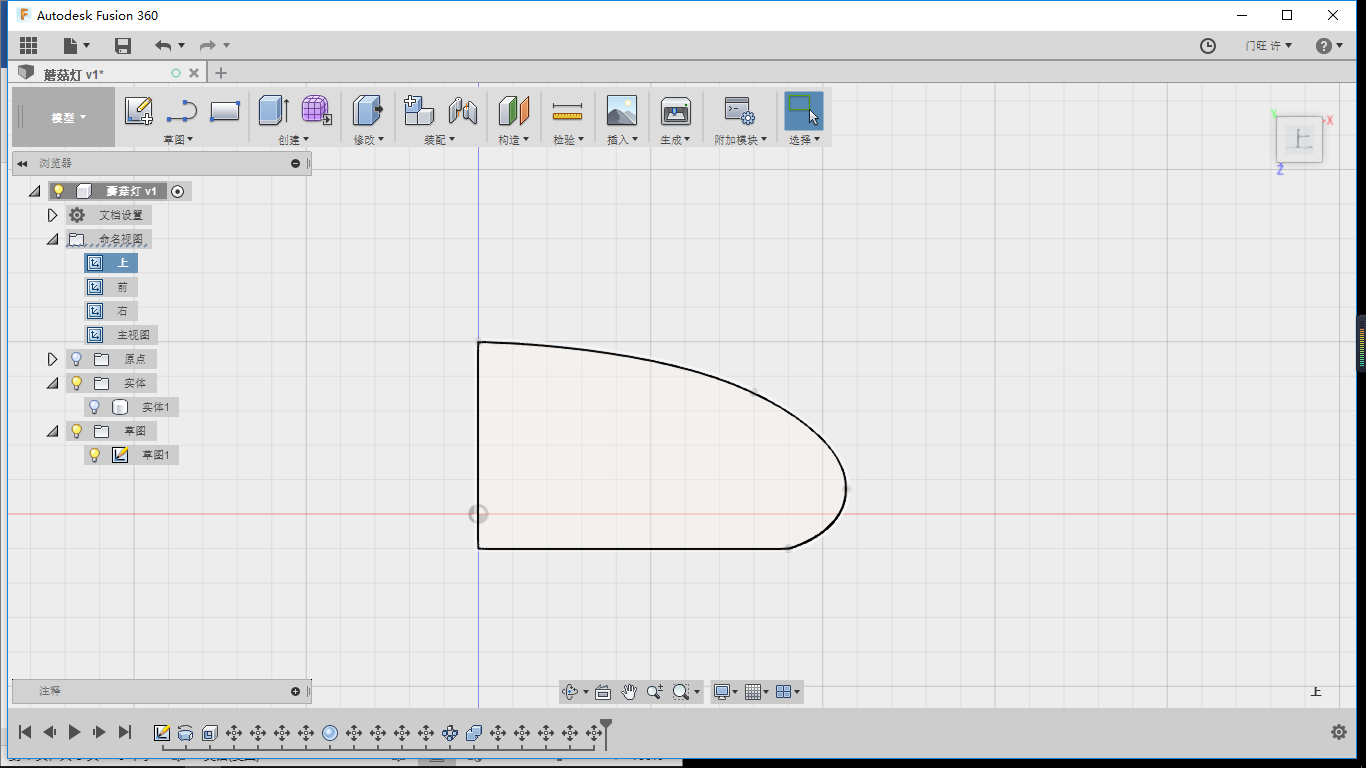 Autodesk Fusion 360
门旺 许
蘑菇灯 v1*
模型
草图
创建
修改
装配
构造
检验
插入
生成
附加模块
选择
浏览器
蘑菇灯 v1
文档设置
命名视图
上
前
右
主视图
原点
实体
实体1
草图
草图1
Y
X
上
Z
注释
上